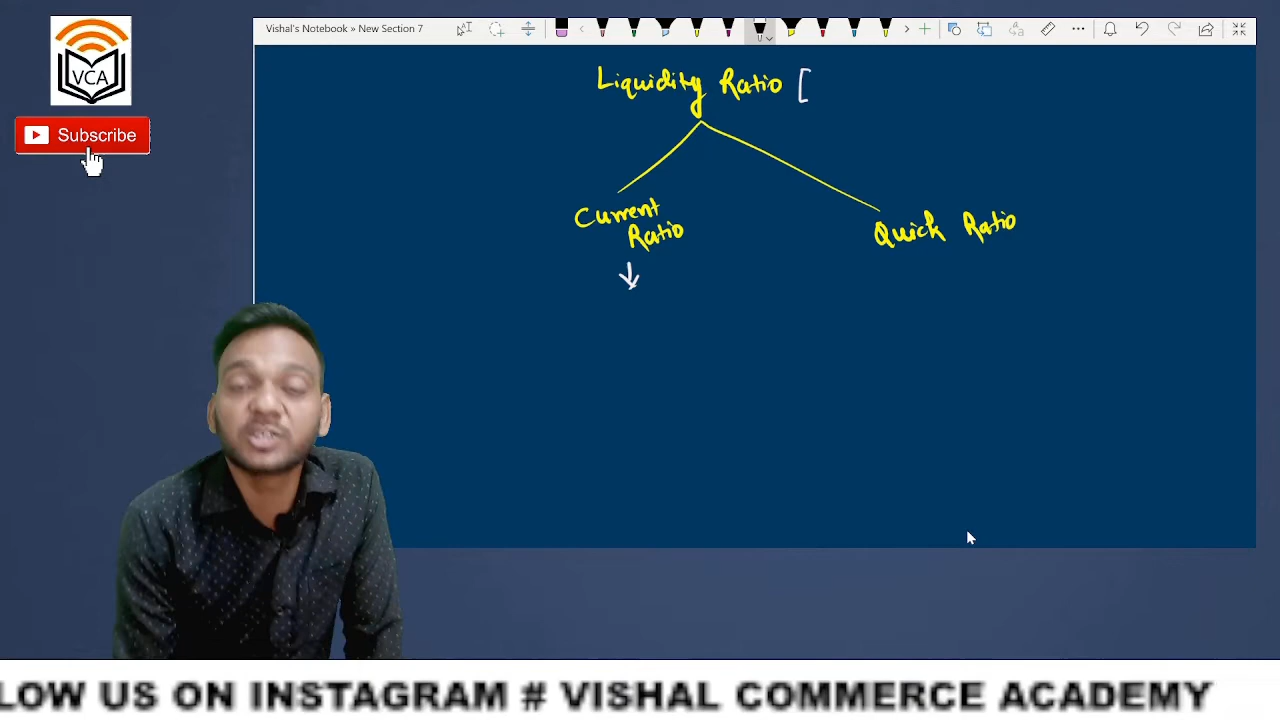 VCA
Subscribe
Vishal's Notebook » New Section 7
Liquidity Ratio [
Current
Ratio
Quick Ratio
LOW US ON INSTAGRAM # VISHAL COMMERCE ACADEMY